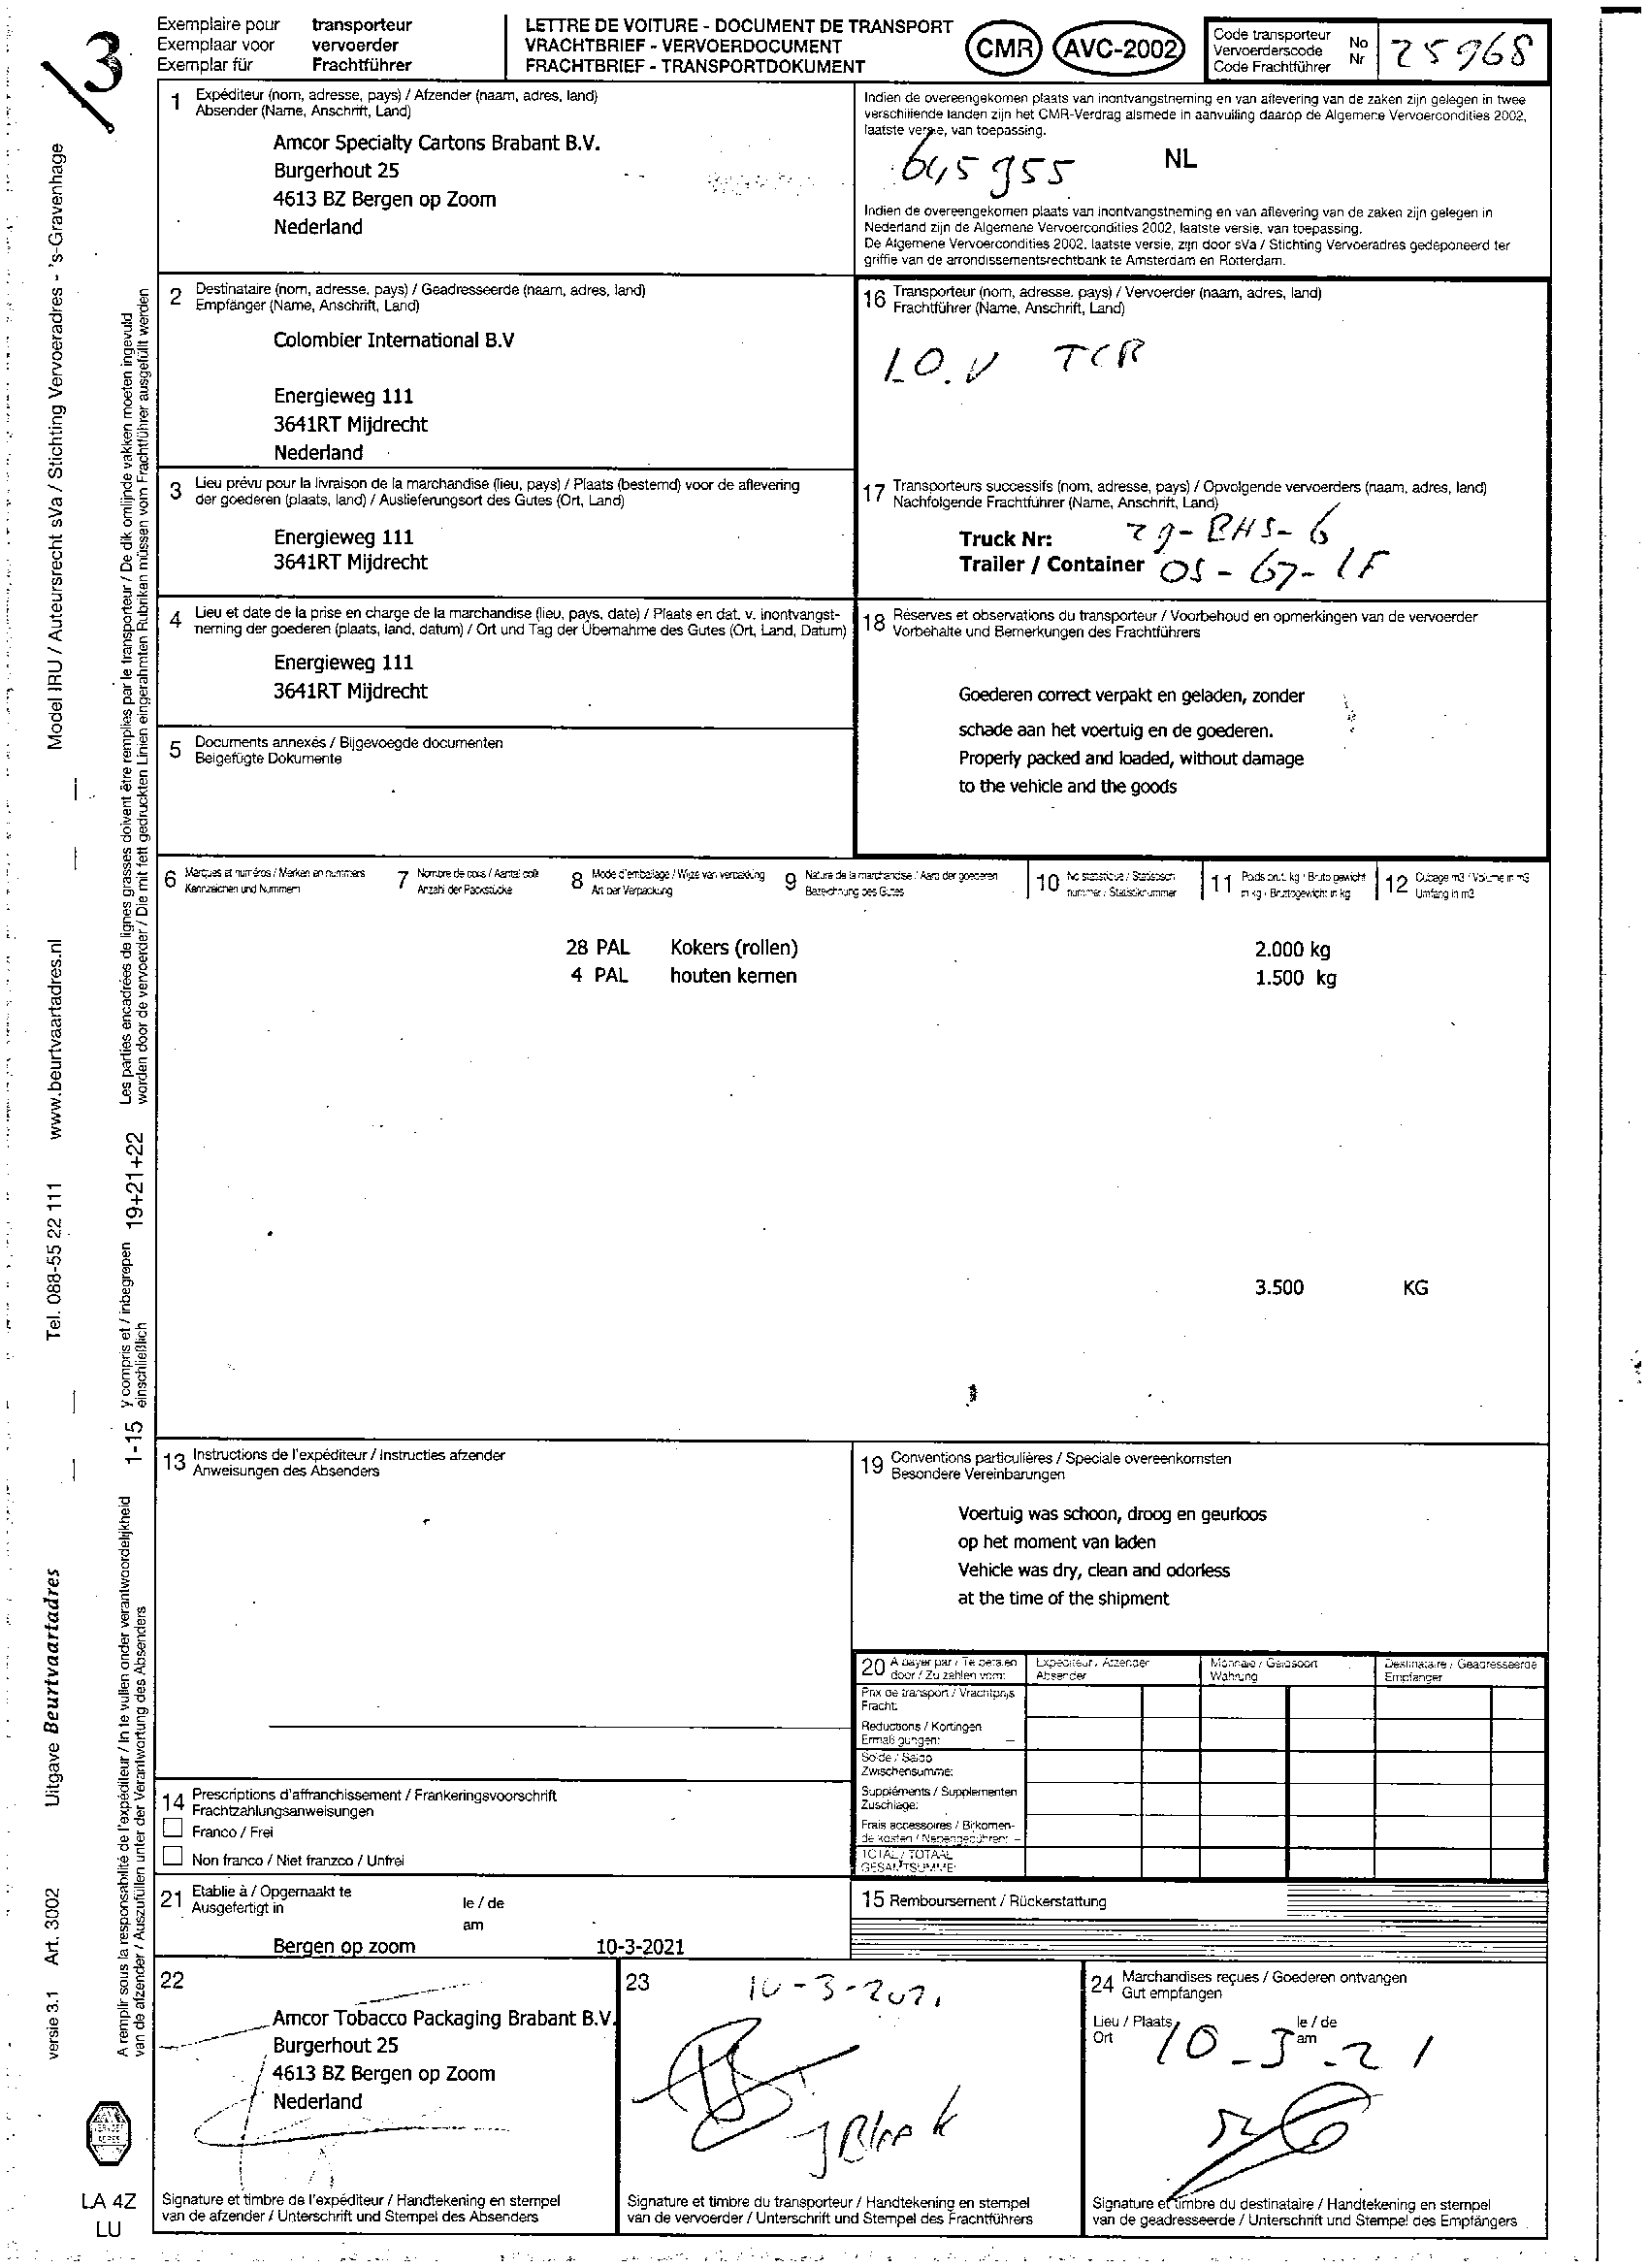 Exemplaire pour transporteur
Exemplaar voor vervoerder
Exemplar für Frachtführer
LETTRE DE VOITURE - DOCUMENT DE TRANSPORT
VRACHTBRIEF - VERVOERDOCUMENT
FRACHTBRIEF - TRANSPORTDOKUMENT
CMR AVC-2002
Code transporteur
Vervoerderscode
Code Frachtführer
No
Nr
25968
13
1 Expéditeur (nom, adresse, pays) / Afzender (naam, adres, land)
Absender (Name, Anschrift, Land)
Amcor Specialty Cartons Brabant B.V.
Burgerhout 25
4613 BZ Bergen op Zoom
Nederland
Indien de overeengekomen plaats van inontvangstneming en van aflevering van de zaken zijn gelegen in twee
verschillende landen zijn het CMR-Verdrag alsmede in aanvulling daarop de Algemene Vervoercondities 2002,
laatste versie, van toepassing.
NL
Indien de overeengekomen plaats van inontvangstneming en van aflevering van de zaken zijn gelegen in
Nederland zijn de Algemene Vervoercondities 2002, laatste versie, van toepassing.
De Algemene Vervoercondities 2002, laatste versie, zijn door sVa / Stichting Vervoeradres gedeponeerd ter
griffie van de arrondissementsrechtbank te Amsterdam en Rotterdam.
2 Destinataire (nom, adresse, pays) / Geadresseerde (naam, adres, land)
Empfänger (Name, Anschrift, Land)
Colombier International B.V
Energieweg 111
3641RT Mijdrecht
Nederland
16 Transporteur (nom, adresse, pays) / Vervoerder (naam, adres, land)
Frachtführer (Name, Anschrift, Land)
I.O.V TCR
3 Lieu prévu pour la livraison de la marchandise (lieu, pays) / Plaats (bestemd) voor de aflevering
der goederen (plaats, land) / Auslieferungsort des Gutes (Ort, Land)
Energieweg 111
3641RT Mijdrecht
17 Transporteurs successifs (nom, adresse, pays) / Opvolgende vervoerders (naam, adres, land)
Nachfolgende Frachtführer (Name, Anschrift, Land)
Truck Nr: 29-BHS-6
Trailer / Container OS-67-LF
4 Lieu et date de la prise en charge de la marchandise (lieu, pays, date) / Plaats en dat. v. inontvangst-
neming der goederen (plaats, land, datum) / Ort und Tag der Übernahme des Gutes (Ort, Land, Datum)
Energieweg 111
3641RT Mijdrecht
18 Réserves et observations du transporteur / Voorbehoud en opmerkingen van de vervoerder
Vorbehalte und Bemerkungen des Frachtführers
Goederen correct verpakt en geladen, zonder
schade aan het voertuig en de goederen.
Properly packed and loaded, without damage
to the vehicle and the goods
5 Documents annexés / Bijgevoegde documenten
Beigefügte Dokumente
6 Marques et numéros / Merken en nummers
Kennzeichen und Nummern
7 Nombre de colis / Aantal colli
Anzahl der Packstücke
8 Mode d'emballage / Wijze van verpakking
Art der Verpackung
9 Nature de la marchandise / Aard der goederen
Bezeichnung des Gutes
10 No statistique / Statistisch
nummer / Statistiknummer
11 Poids brut, kg / Bruto gewicht
in kg / Bruttogewicht in kg
12 Cubage m3 / Volume in m3
Umfang in m3
28 PAL Kokers (rollen) 2.000 kg
4 PAL houten kernen 1.500 kg
3.500 KG
13 Instructions de l'expéditeur / Instructies afzender
Anweisungen des Absenders
19 Conventions particulières / Speciale overeenkomsten
Besondere Vereinbarungen
Voertuig was schoon, droog en geurloos
op het moment van laden
Vehicle was dry, clean and odorless
at the time of the shipment
20 A payer par / Te betalen
door / Zu zahlen vom:
Expéditeur / Afzender
Absender
Monnaie / Geldsoort
Währung
Destinataire / Geadresseerde
Empfänger
Prix de transport / Vrachtprijs
Fracht:
Reductions / Kortingen
Ermäßigungen: –
Solde / Saldo
Zwischensumme:
Suppléments / Supplementen
Zuschläge:
Frais accessoires / Bijkomen-
de kosten / Nebengebühren: –
TOTAL / TOTAAL
GESAMTSUMME:
14 Prescriptions d'affranchissement / Frankeringsvoorschrift
Frachtzahlungsanweisungen
Franco / Frei
Non franco / Niet franzco / Unfrei
21 Etablie à / Opgemaakt te
Ausgefertigt in
le / de
am
Bergen op zoom 10-3-2021
15 Remboursement / Rückerstattung
22
Amcor Tobacco Packaging Brabant B.V.
Burgerhout 25
4613 BZ Bergen op Zoom
Nederland
Signature et timbre de l'expéditeur / Handtekening en stempel
van de afzender / Unterschrift und Stempel des Absenders
23
10-3-2021
Signature et timbre du transporteur / Handtekening en stempel
van de vervoerder / Unterschrift und Stempel des Frachtführers
24 Marchandises reçues / Goederen ontvangen
Gut empfangen
Lieu / Plaats
Ort
le / de
am
10-3-21
Signature et timbre du destinataire / Handtekening en stempel
van de geadresseerde / Unterschrift und Stempel des Empfängers
Model IRU / Auteursrecht sVa / Stichting Vervoeradres - 's-Gravenhage
www.beurtvaartadres.nl
Tel. 088-55 22 111
Uitgave Beurtvaartadres
Art. 3002
versie 3.1
Les parties encadrées de lignes grasses doivent être remplies par le transporteur / De dik omlijnde vakken moeten ingevuld
worden door de vervoerder / Die mit fett gedruckten Linien eingerahmten Rubriken müssen vom Frachtführer ausgefüllt werden
1-15 y compris et / inbegrepen 19+21+22
einschließlich
A remplir sous la responsabilité de l'expéditeur / In te vullen onder verantwoordelijkheid
van de afzender / Auszufüllen unter der Verantwortung des Absenders
LA 4Z
LU